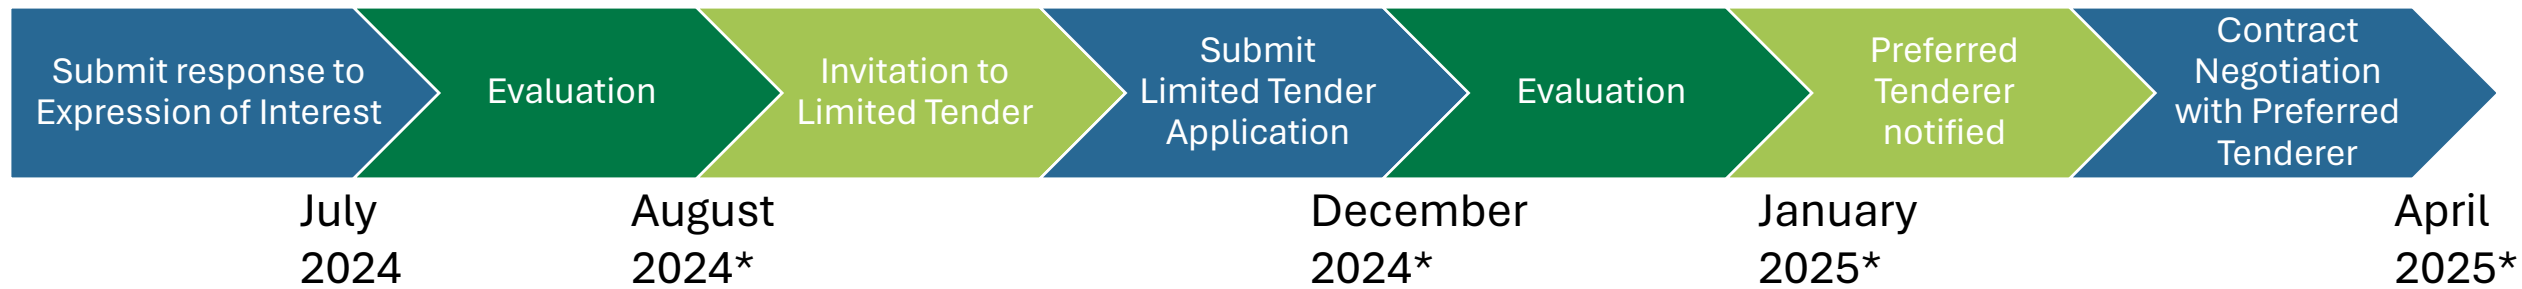 Submit response to
Expression of Interest
Evaluation
Invitation to
Limited Tender
Submit
Limited Tender
Application
Evaluation
Preferred
Tenderer
notified
Contract
Negotiation
with Preferred
Tenderer
July
2024
August
2024*
December
2024*
January
2025*
April
2025*